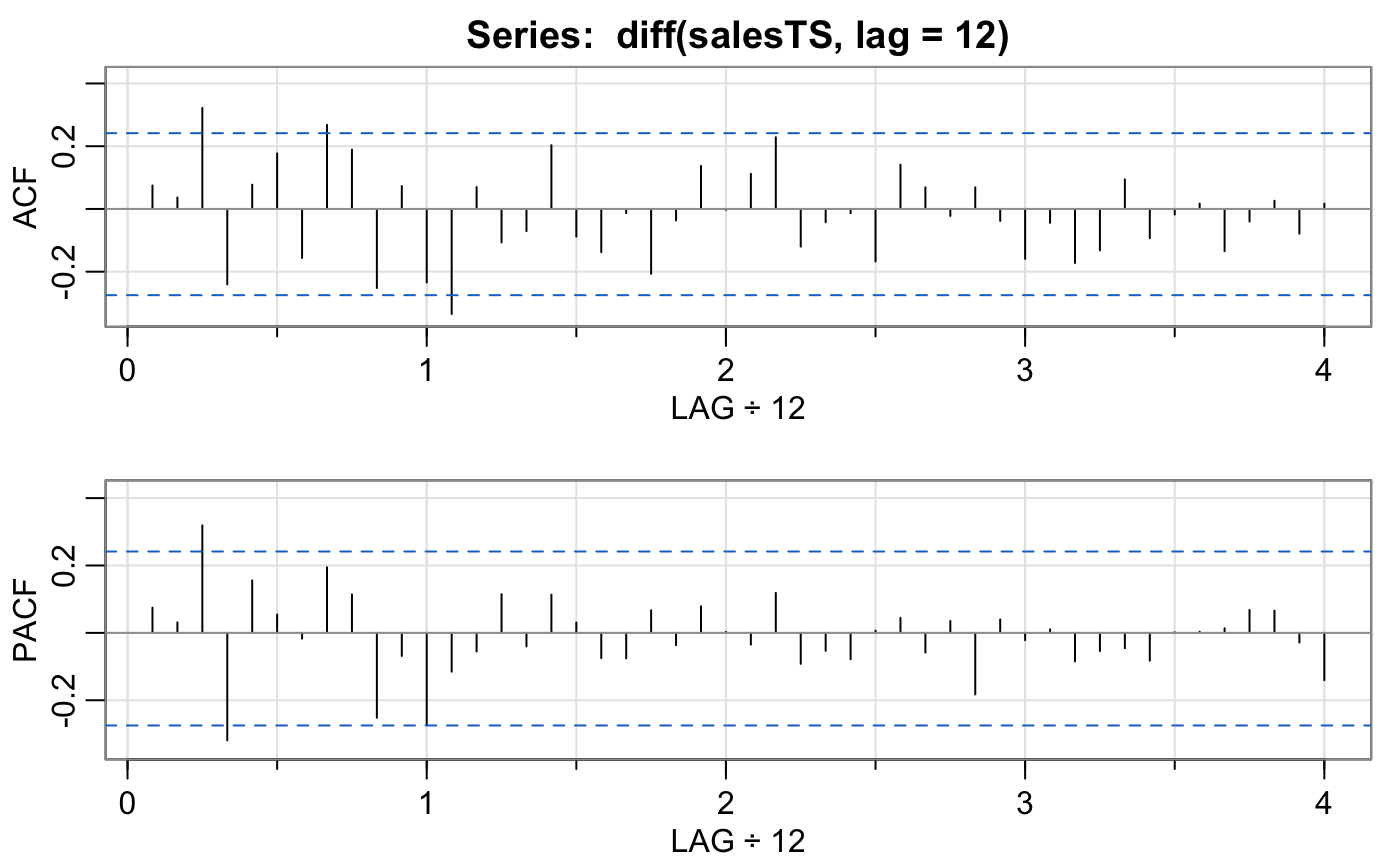 Series:  diff(salesTS, lag = 12)
ACF
0.2
-0.2
0 1 2 3 4
LAG ÷ 12
PACF
0.2
-0.2
0 1 2 3 4
LAG ÷ 12